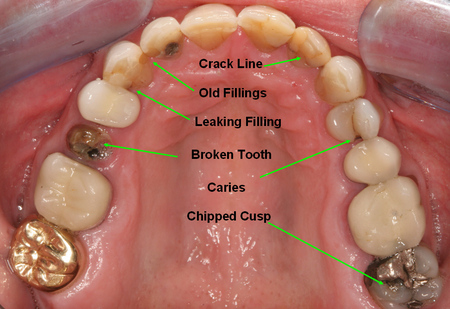 Crack Line
Old Fillings
Leaking Filling
Broken Tooth
Caries
Chipped Cusp